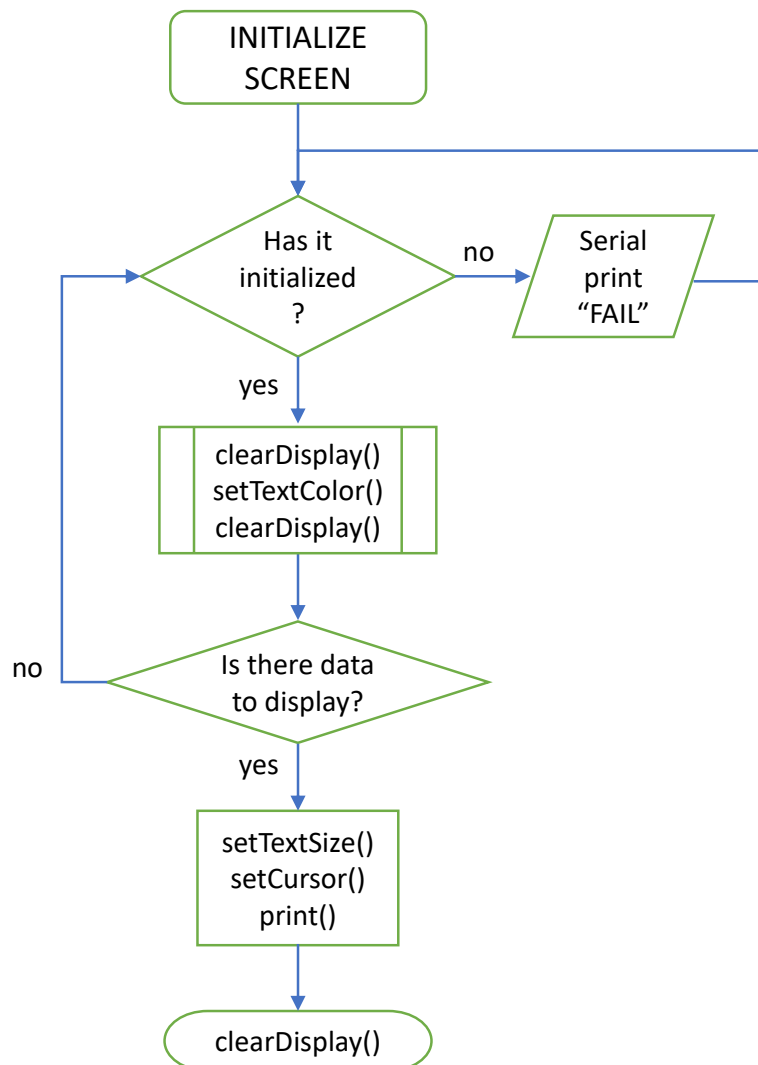 INITIALIZE
SCREEN
Has it
initialized
?
no
Serial
print
“FAIL”
yes
clearDisplay()
setTextColor()
clearDisplay()
no
Is there data
to display?
yes
setTextSize()
setCursor()
print()
clearDisplay()